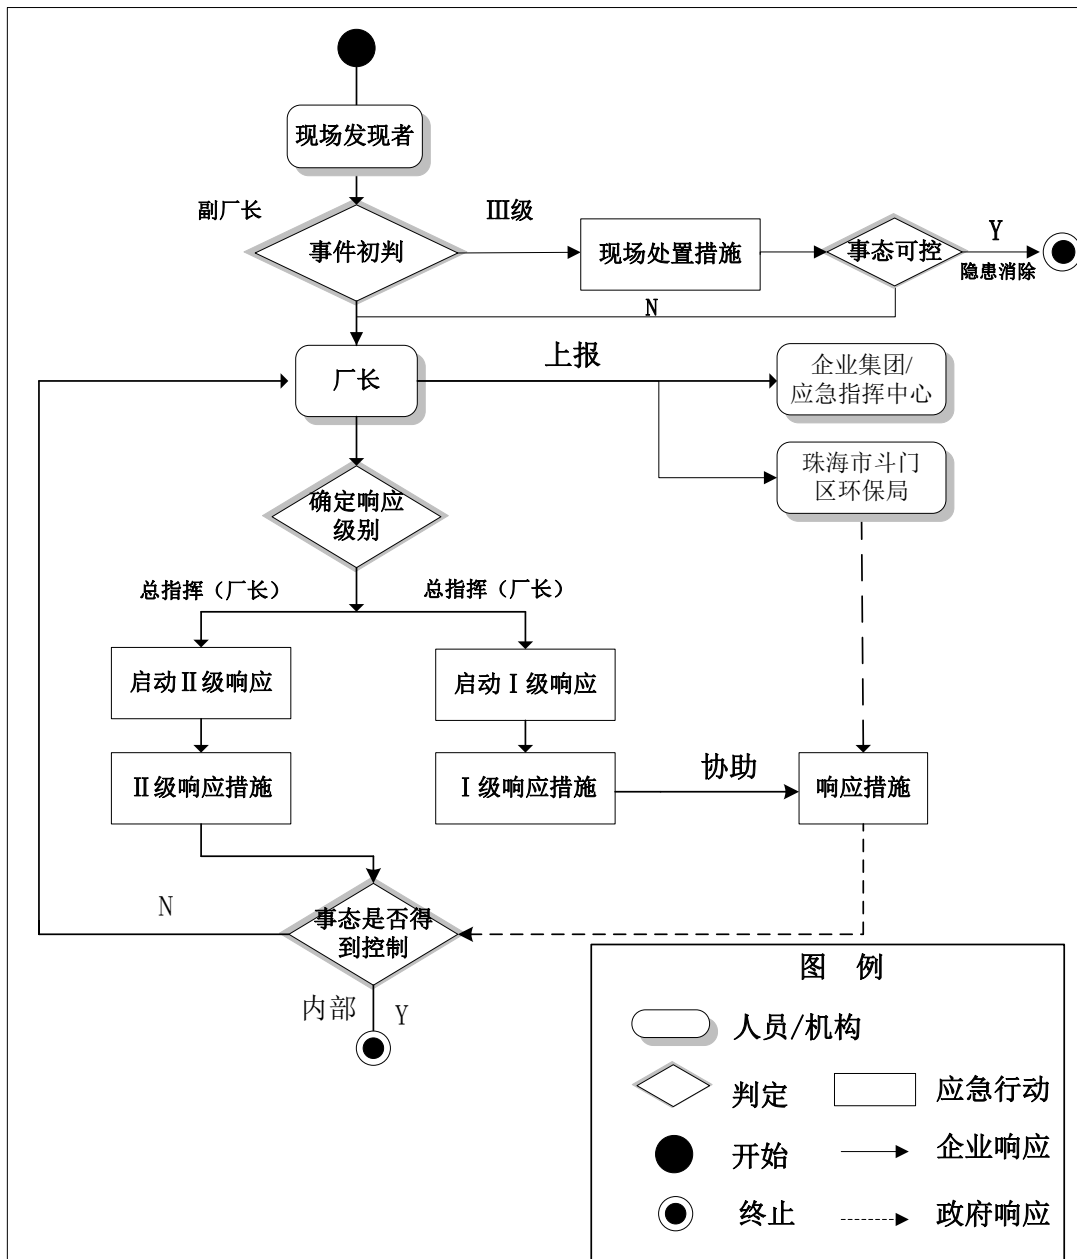 现场发现者
副厂长
Ⅲ级
事件初判
现场处置措施
事态可控
Y
隐患消除
N
厂长
上报
企业集团/
应急指挥中心
珠海市斗门
区环保局
确定响应
级别
总指挥（厂长）
总指挥（厂长）
启动Ⅱ级响应
启动Ⅰ级响应
Ⅱ级响应措施
Ⅰ级响应措施
协助
响应措施
N
事态是否得
到控制
内部
Y
图 例
人员/机构
判定
应急行动
开始
企业响应
终止
政府响应